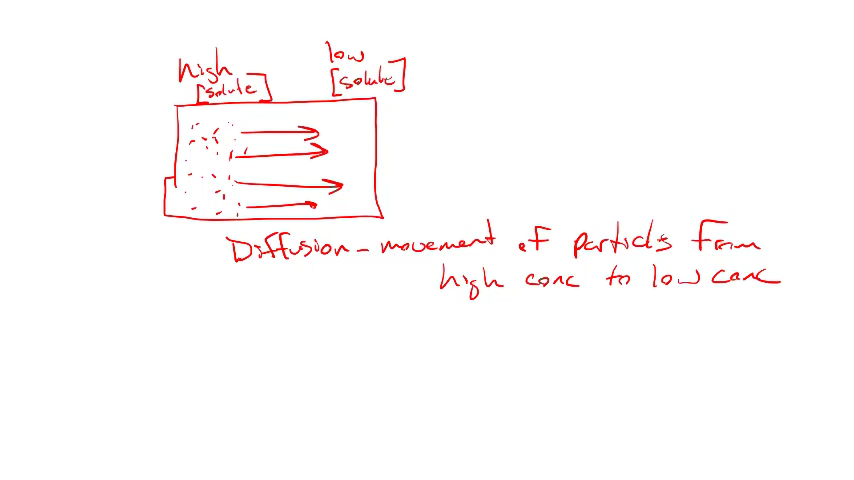 high
[solute]
low
[solute]
Diffusion - movement of particles from
high conc to low conc